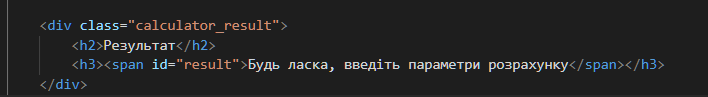 <div class="calculator_result">
<h2>Результат</h2>
<h3><span id="result">Будь ласка, введіть параметри розрахунку</span></h3>
</div>